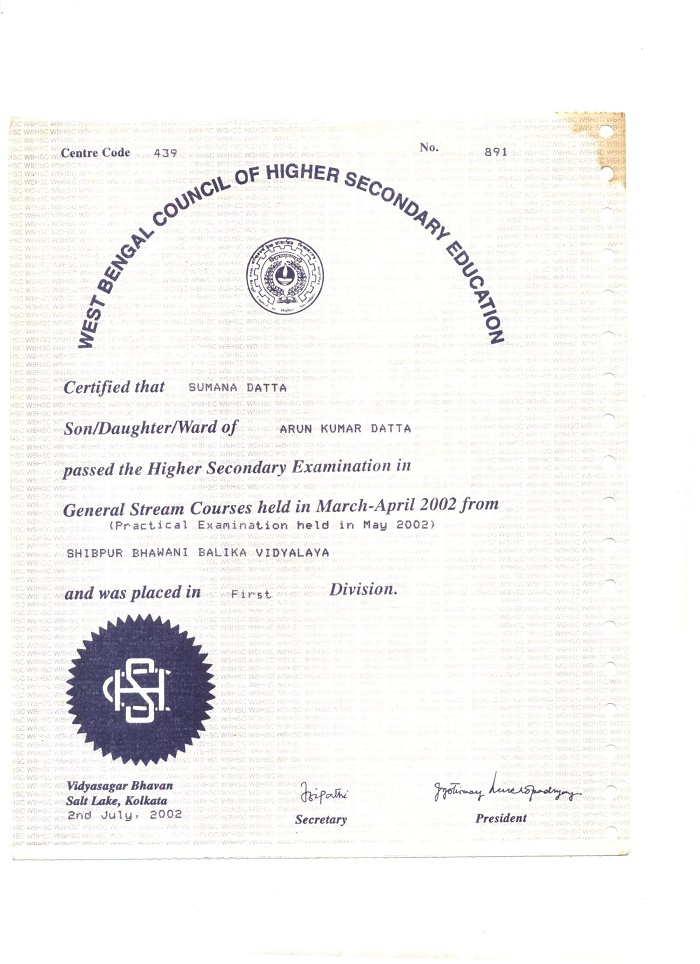 Centre Code 439 No. 891
WEST BENGAL COUNCIL OF HIGHER SECONDARY EDUCATION
Certified that SUMANA DATTA
Son/Daughter/Ward of ARUN KUMAR DATTA
passed the Higher Secondary Examination in
General Stream Courses held in March-April 2002 from
(Practical Examination held in May 2002)
SHIBPUR BHAWANI BALIKA VIDYALAYA
and was placed in First Division.
Vidyasagar Bhavan
Salt Lake, Kolkata
2nd July, 2002
Secretary President